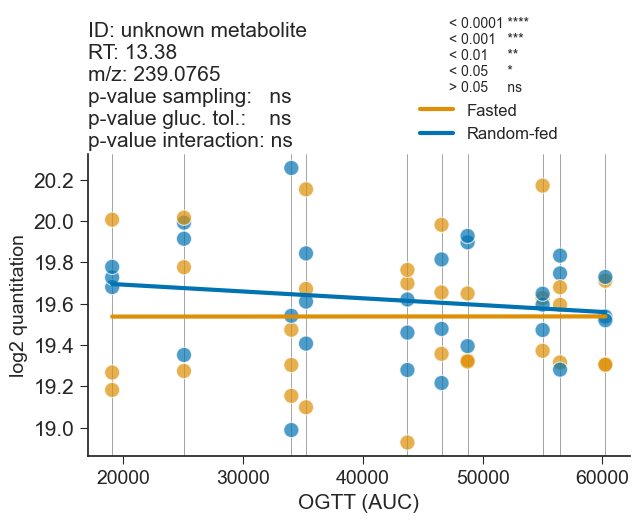 ID: unknown metabolite
RT: 13.38
m/z: 239.0765
p-value sampling: ns
p-value gluc. tol.: ns
p-value interaction: ns
< 0.0001 ****
< 0.001 ***
< 0.01 **
< 0.05 *
> 0.05 ns
Fasted
Random-fed
log2 quantitation
20.2
20.0
19.8
19.6
19.4
19.2
19.0
20000 30000 40000 50000 60000
OGTT (AUC)